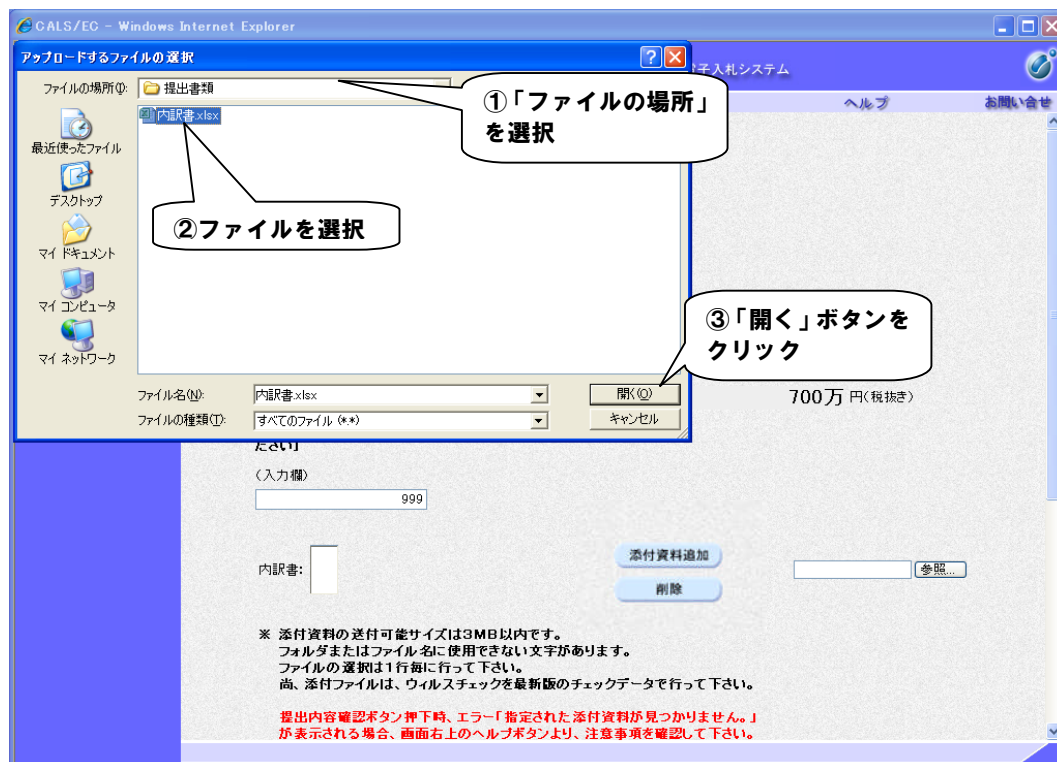 CALS/EC - Windows Internet Explorer
アップロードするファイルの選択
子入札システム
ファイルの場所(I):
提出書類
①「ファイルの場所」
を選択
ヘルプ
お問い合せ
内訳書.xlsx
最近使ったファイル
デスクトップ
②ファイルを選択
マイ ドキュメント
マイ コンピュータ
③「開く」ボタンを
クリック
マイ ネットワーク
ファイル名(N):
内訳書.xlsx
開く(O)
700万 円(税抜き)
ファイルの種類(T):
すべてのファイル (*.*)
キャンセル
ださい]
(入力欄)
999
添付資料追加
内訳書:
参照...
削除
※ 添付資料の送付可能サイズは3MB以内です。
フォルダまたはファイル名に使用できない文字があります。
ファイルの選択は1行毎に行って下さい。
尚、添付ファイルは、ウィルスチェックを最新版のチェックデータで行って下さい。
提出内容確認ボタン押下時、エラー「指定された添付資料が見つかりません。」
が表示される場合、画面右上のヘルプボタンより、注意事項を確認して下さい。